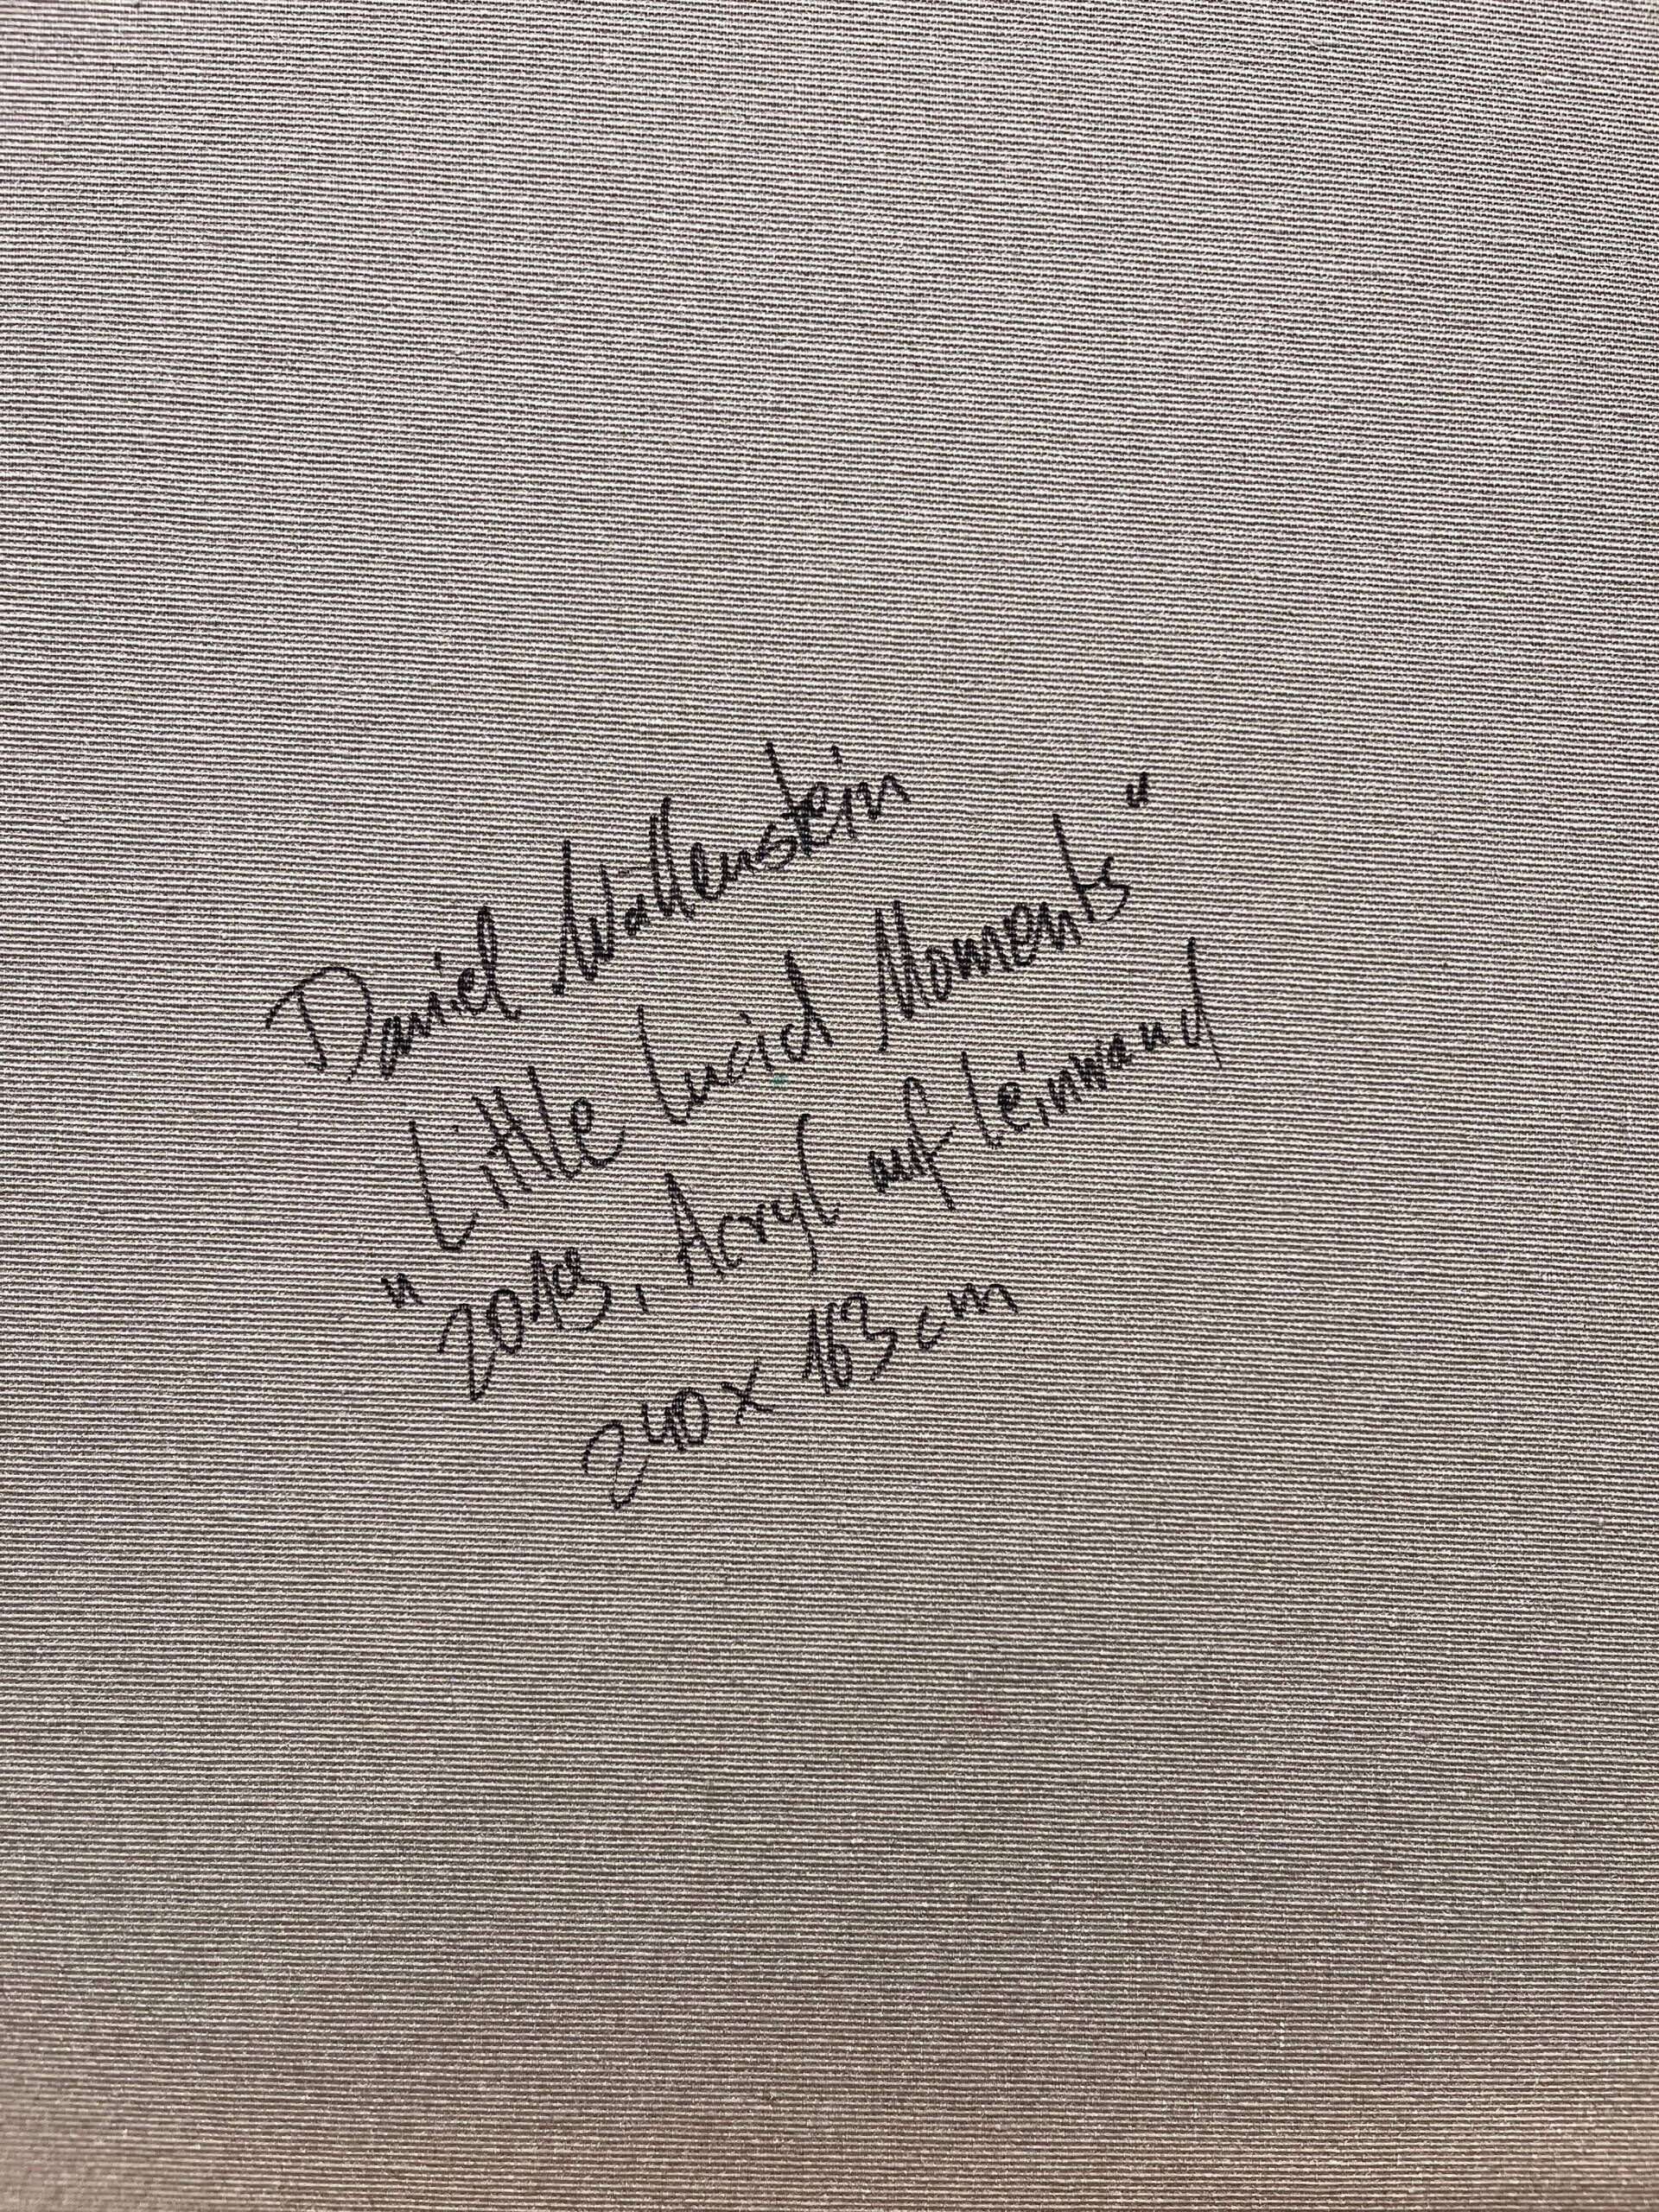 Daniel Wallenstein
"Little Lucid Moments"
2019, Acryl auf Leinwand
240 x 163 cm